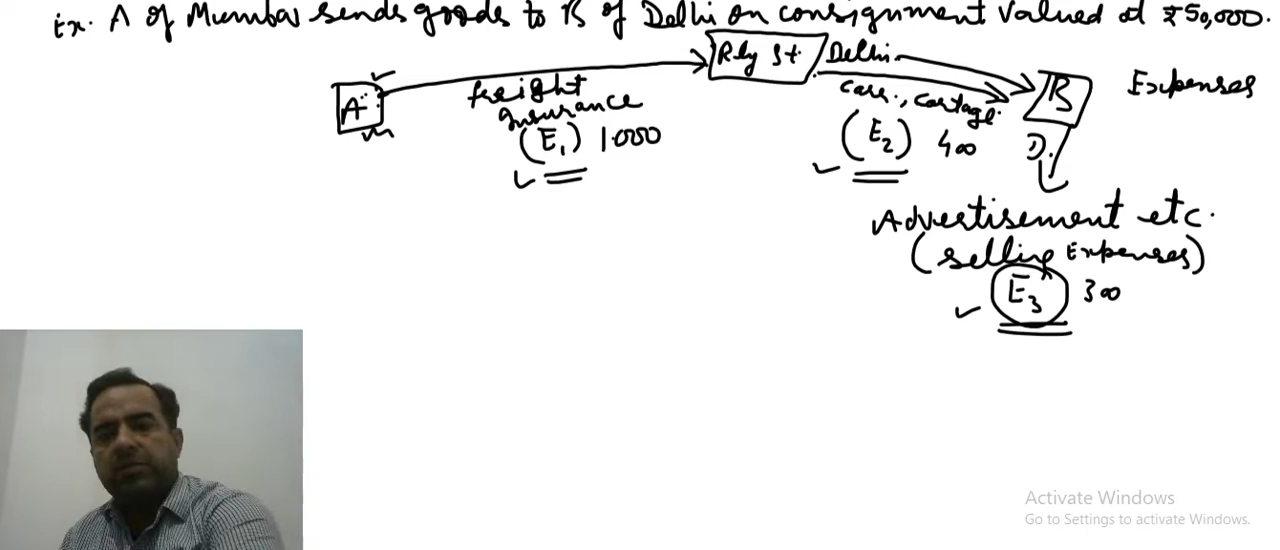 Ex. A of Mumbai sends goods to B of Delhi on consignment valued at ₹50,000.
Rly St. Delhi
A
B
Expenses
freight
Insurance
carr., cartage.
(E1) 1000
(E2) 400
D.
Advertisement etc.
(selling Expenses)
E3 300
Activate Windows
Go to Settings to activate Windows.